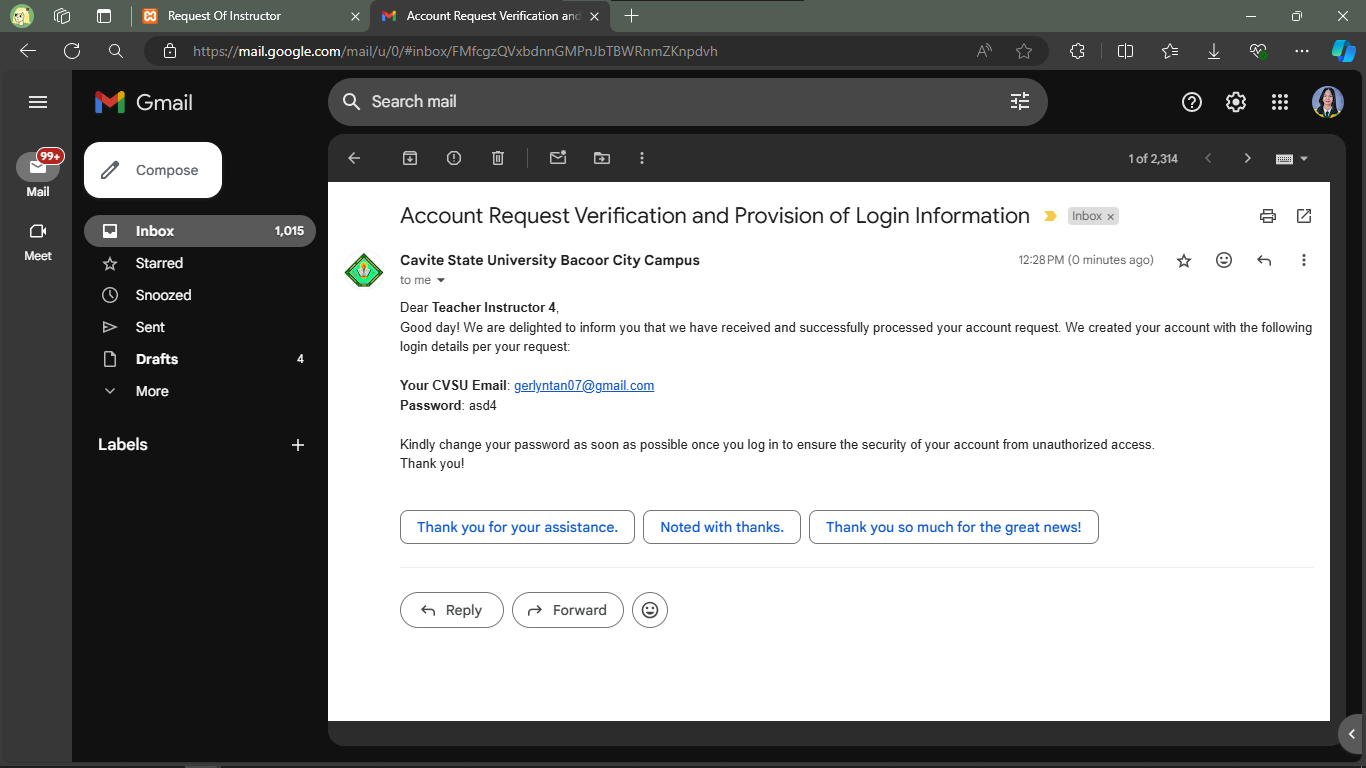 Request Of Instructor
Account Request Verification and
https://mail.google.com/mail/u/0/#inbox/FMfcgzQVxbdnnGMPnJbTBWRnmZKnpdvh
Gmail
Search mail
99+
Mail
Meet
Compose
1 of 2,314
Inbox 1,015
Starred
Snoozed
Sent
Drafts 4
More
Labels
Account Request Verification and Provision of Login Information
Inbox x
Cavite State University Bacoor City Campus
12:28 PM (0 minutes ago)
to me
Dear Teacher Instructor 4,
Good day! We are delighted to inform you that we have received and successfully processed your account request. We created your account with the following
login details per your request:
Your CVSU Email: gerlyntan07@gmail.com
Password: asd4
Kindly change your password as soon as possible once you log in to ensure the security of your account from unauthorized access.
Thank you!
Thank you for your assistance.
Noted with thanks.
Thank you so much for the great news!
Reply
Forward